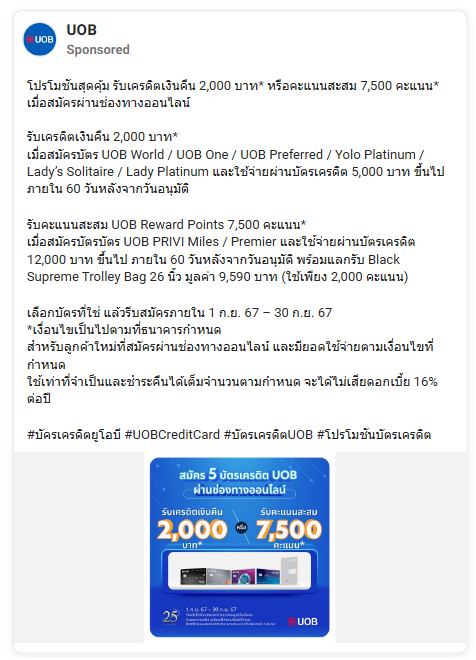 UOB
Sponsored
UOB
โปรโมชันสุดคุ้ม รับเครดิตเงินคืน 2,000 บาท* หรือคะแนนสะสม 7,500 คะแนน*
เมื่อสมัครผ่านช่องทางออนไลน์
รับเครดิตเงินคืน 2,000 บาท*
เมื่อสมัครบัตร UOB World / UOB One / UOB Preferred / Yolo Platinum /
Lady’s Solitaire / Lady Platinum และใช้จ่ายผ่านบัตรเครดิต 5,000 บาท ขึ้นไป
ภายใน 60 วันหลังจากวันอนุมัติ
รับคะแนนสะสม UOB Reward Points 7,500 คะแนน*
เมื่อสมัครบัตรบัตร UOB PRIVI Miles / Premier และใช้จ่ายผ่านบัตรเครดิต
12,000 บาท ขึ้นไป ภายใน 60 วันหลังจากวันอนุมัติ พร้อมแลกรับ Black
Supreme Trolley Bag 26 นิ้ว มูลค่า 9,590 บาท (ใช้เพียง 2,000 คะแนน)
เลือกบัตรที่ใช่ แล้วรีบสมัครภายใน 1 ก.ย. 67 – 30 ก.ย. 67
*เงื่อนไขเป็นไปตามที่ธนาคารกำหนด
สำหรับลูกค้าใหม่ที่สมัครผ่านช่องทางออนไลน์ และมียอดใช้จ่ายตามเงื่อนไขที่
กำหนด
ใช้เท่าที่จำเป็นและชำระคืนได้เต็มจำนวนตามกำหนด จะได้ไม่เสียดอกเบี้ย 16%
ต่อปี
#บัครเครดิตยูโอบี #UOBCreditCard #บัตรเครดิตUOB #โปรโมชันบัตรเครดิต
สมัคร 5 บัตรเครดิต UOB
ผ่านช่องทางออนไลน์
รับเครดิตเงินคืน
2,000
บาท*
หรือ
รับคะแนนสะสม
7,500
คะแนน*
25
1 ก.ย. 67 – 30 ก.ย. 67
UOB